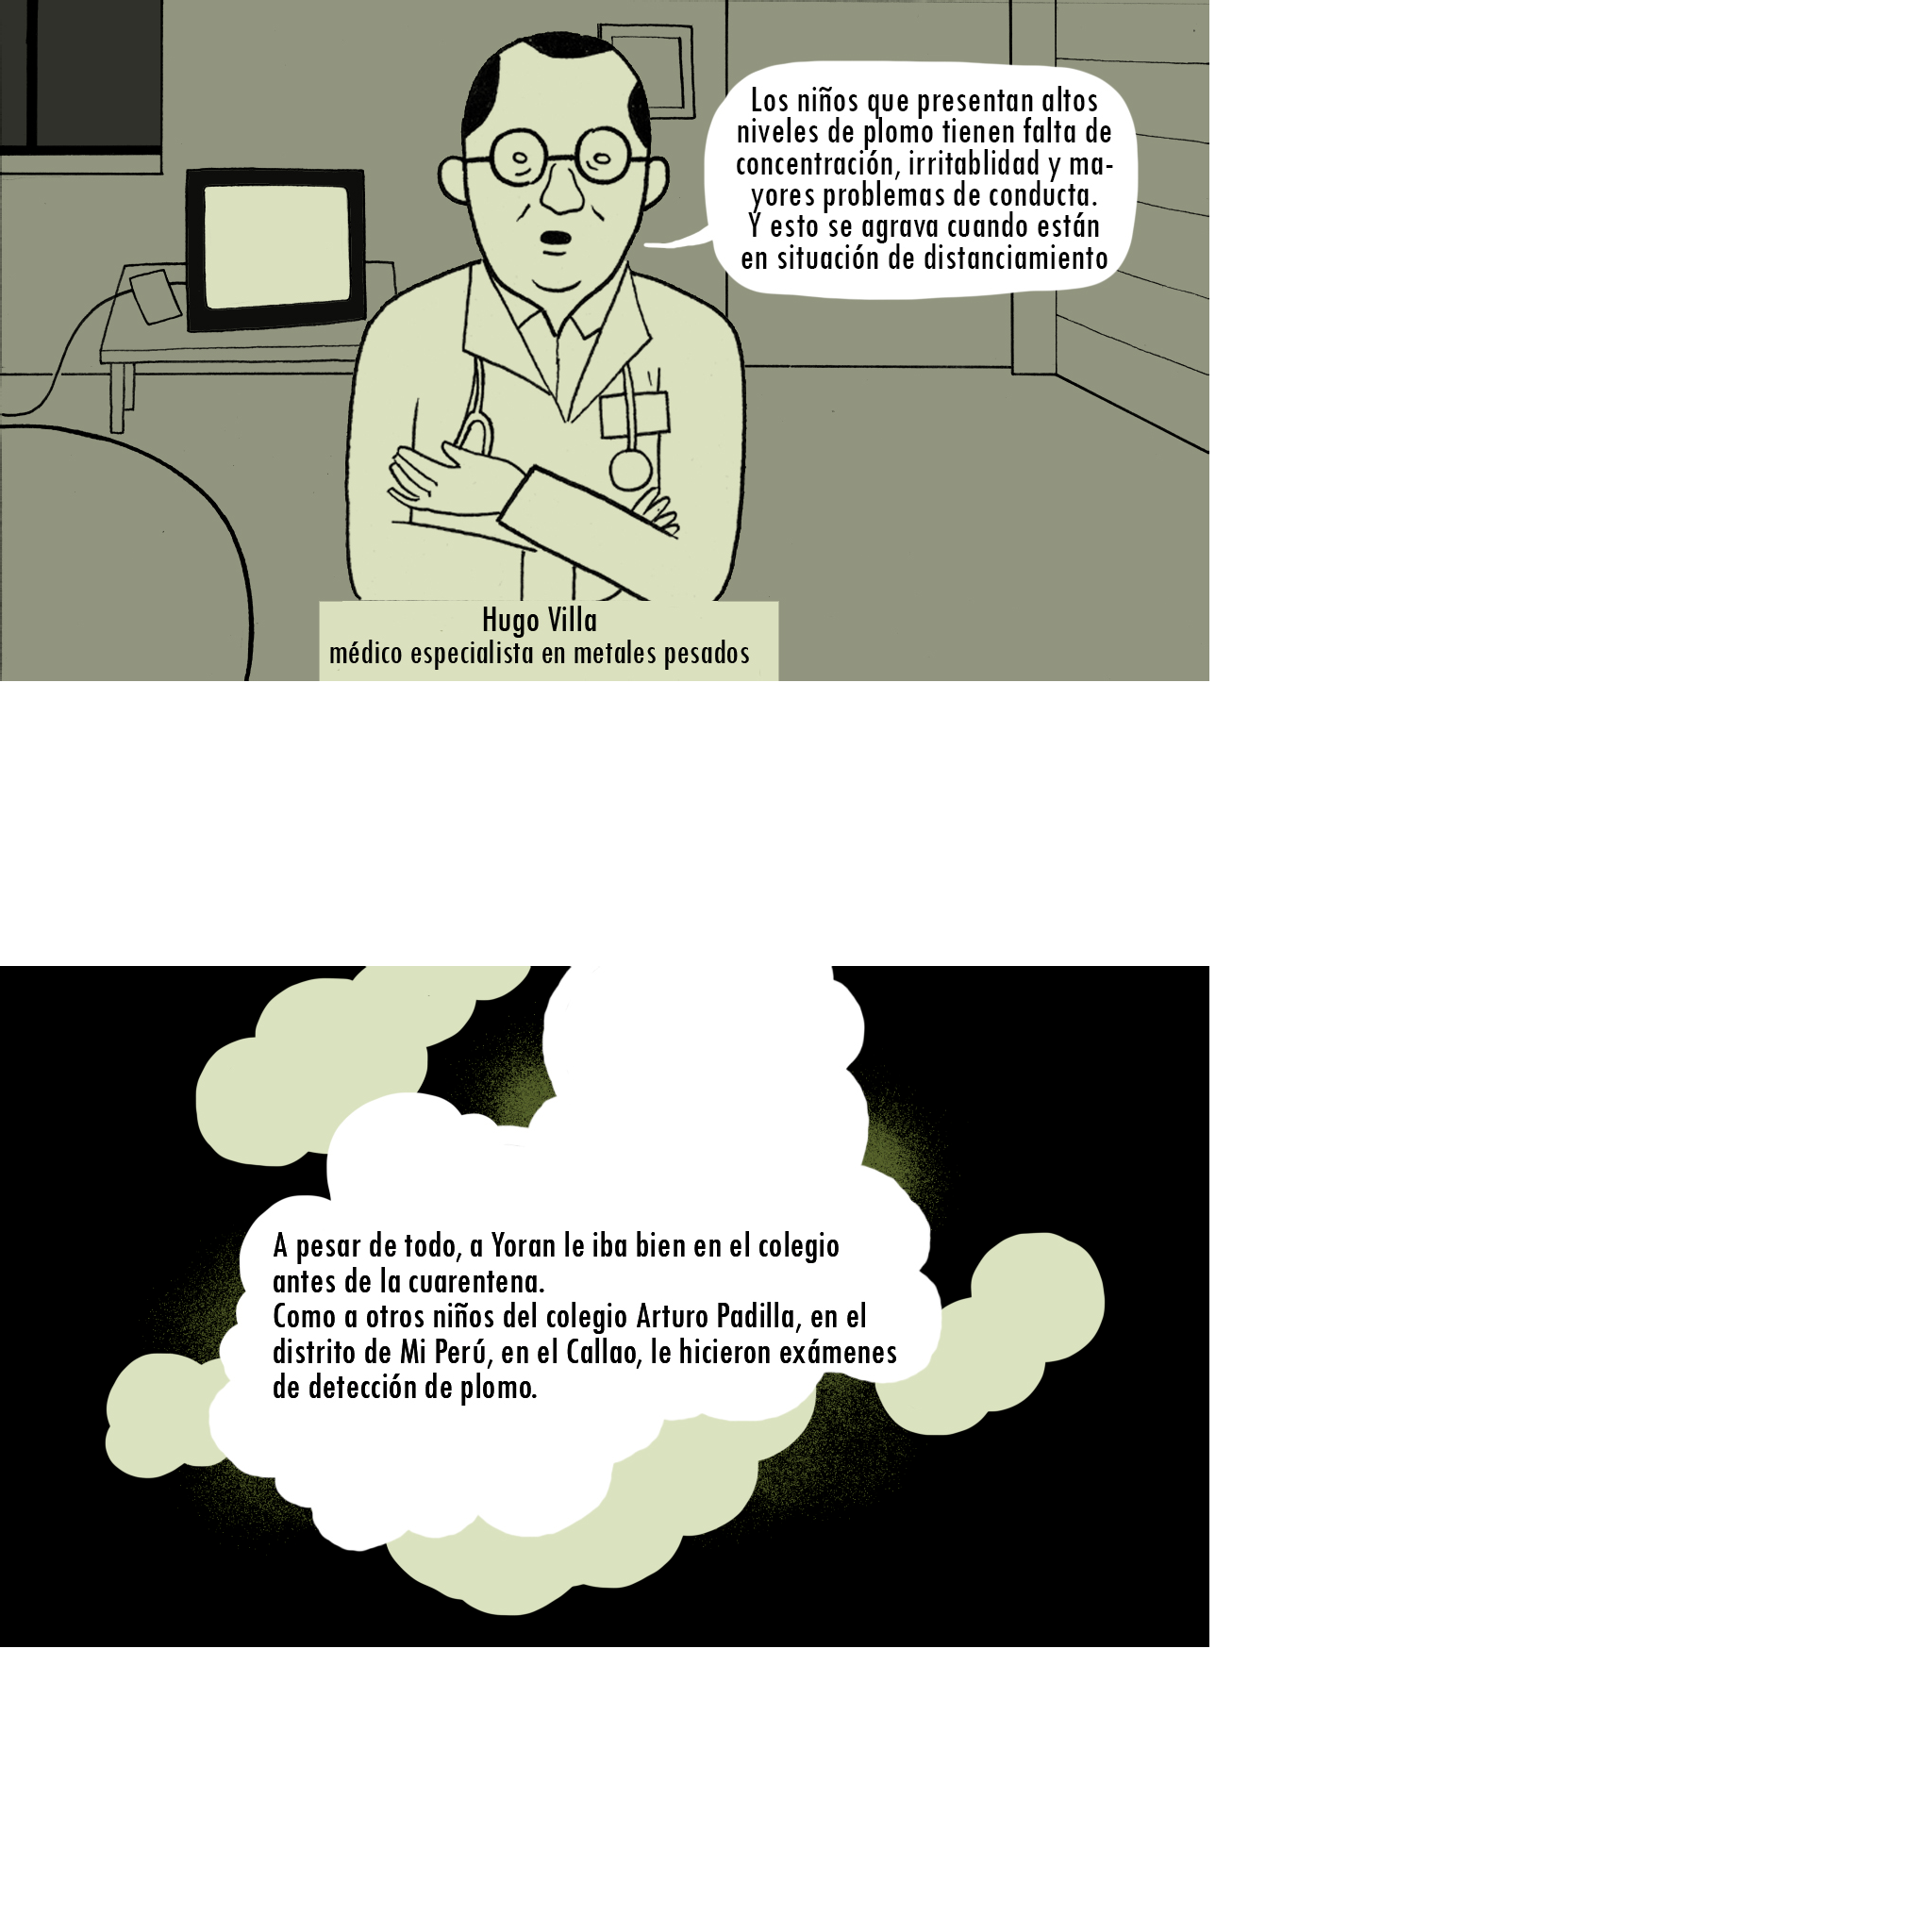 Los niños que presentan altos
niveles de plomo tienen falta de
concentración, irritablidad y ma-
yores problemas de conducta.
Y esto se agrava cuando están
en situación de distanciamiento
Hugo Villa
médico especialista en metales pesados
A pesar de todo, a Yoran le iba bien en el colegio
antes de la cuarentena.
Como a otros niños del colegio Arturo Padilla, en el
distrito de Mi Perú, en el Callao, le hicieron exámenes
de detección de plomo.